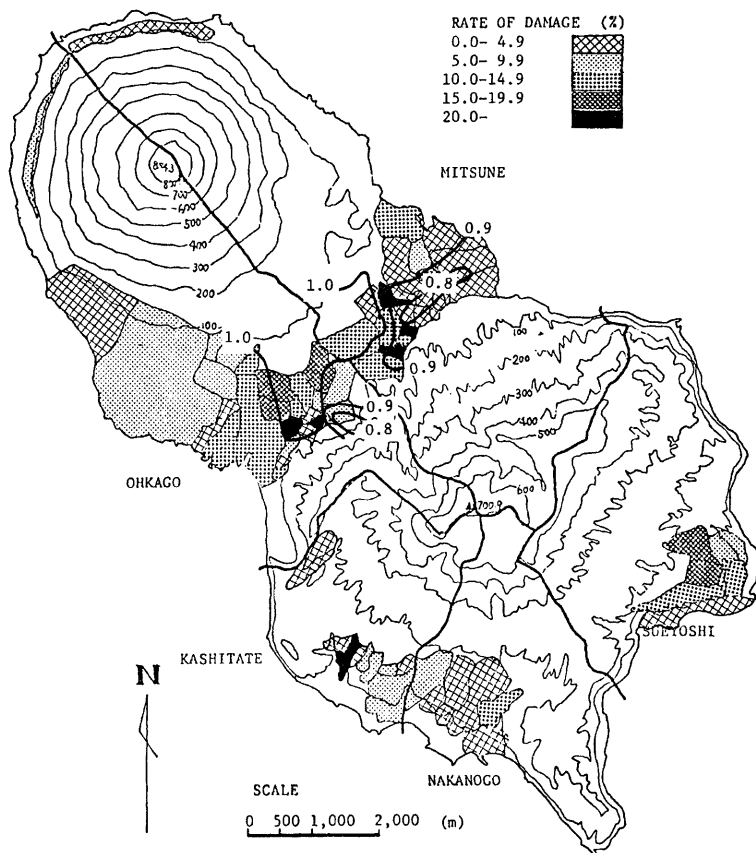 RATE OF DAMAGE (%)
0.0- 4.9
5.0- 9.9
10.0-14.9
15.0-19.9
20.0-
MITSUNE
700
500
400
300
200
100
1.0
1.0
0.9
0.8
0.9
0.9
0.8
100
200
300
400
500
600
700.9
OHKAGO
SUEYOSHI
KASHITATE
N
NAKANOGO
SCALE
0 500 1,000 2,000 (m)